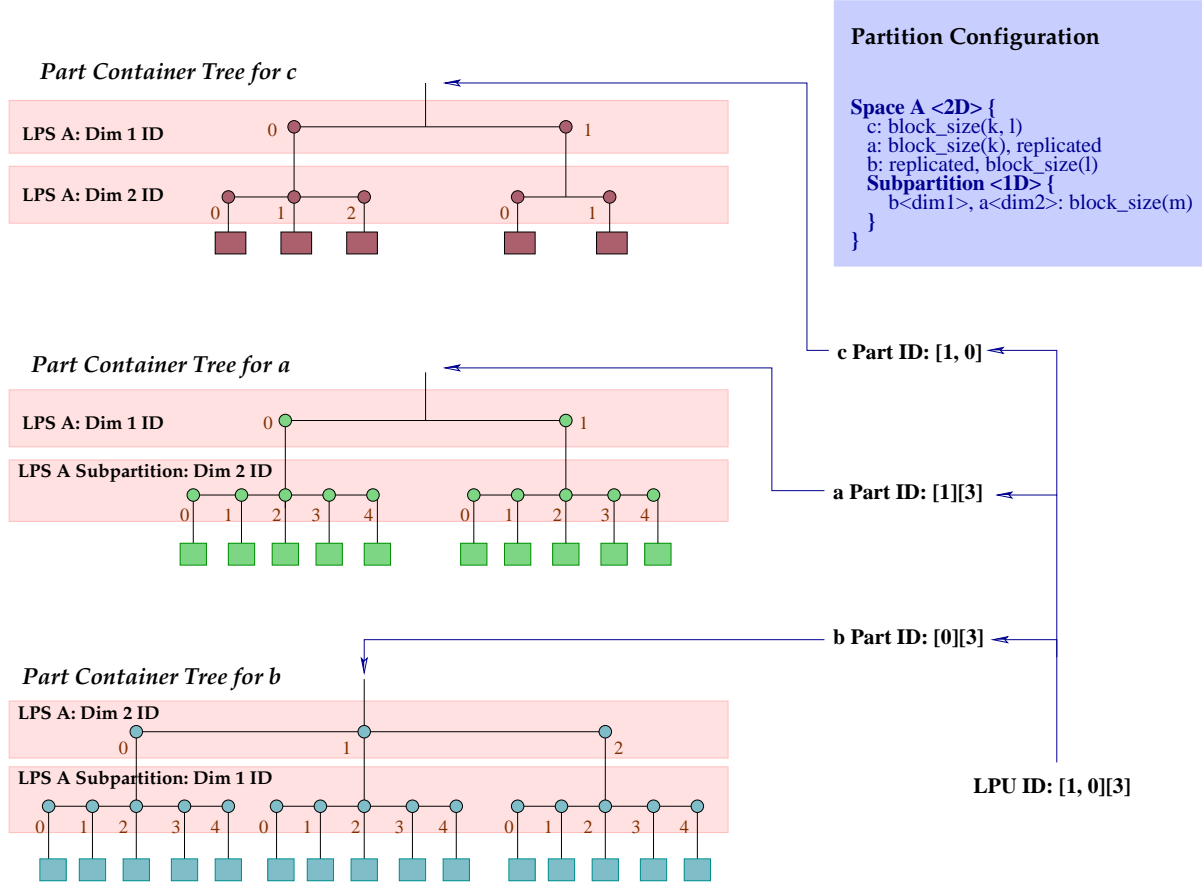 Partition Configuration
Space A <2D> {
c: block_size(k, l)
a: block_size(k), replicated
b: replicated, block_size(l)
Subpartition <1D> {
b<dim1>, a<dim2>: block_size(m)
}
}
Part Container Tree for c
LPS A: Dim 1 ID
0 1
LPS A: Dim 2 ID
0 1 2 0 1
c Part ID: [1, 0]
Part Container Tree for a
LPS A: Dim 1 ID
0 1
LPS A Subpartition: Dim 2 ID
0 1 2 3 4 0 1 2 3 4
a Part ID: [1][3]
b Part ID: [0][3]
Part Container Tree for b
LPS A: Dim 2 ID
0 1 2
LPS A Subpartition: Dim 1 ID
0 1 2 3 4 0 1 2 3 4 0 1 2 3 4
LPU ID: [1, 0][3]